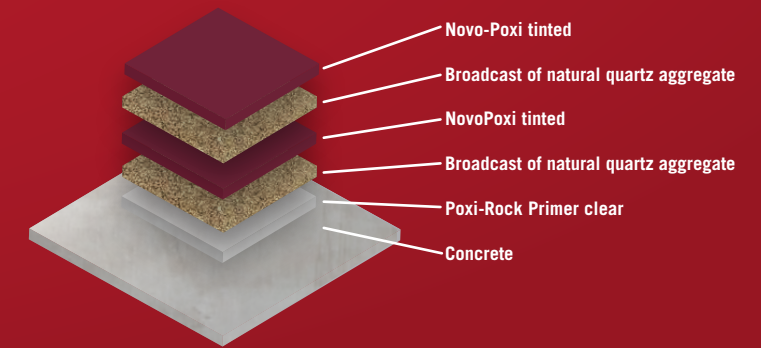 Novo-Poxi tinted
Broadcast of natural quartz aggregate
NovoPoxi tinted
Broadcast of natural quartz aggregate
Poxi-Rock Primer clear
Concrete